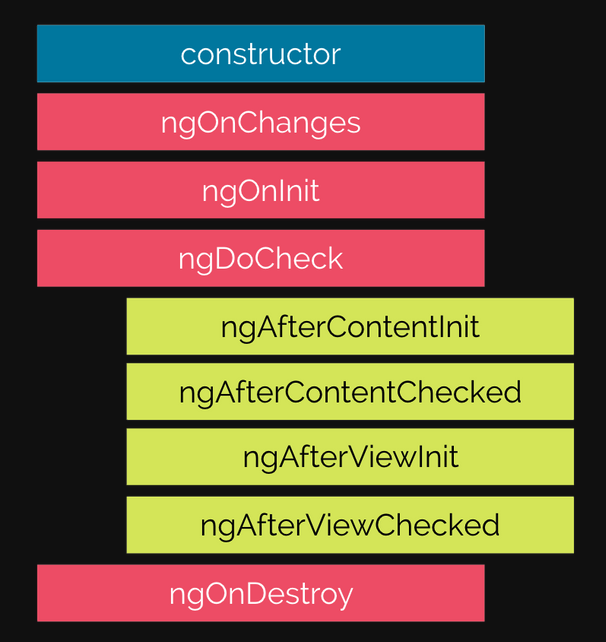 constructor
ngOnChanges
ngOnInit
ngDoCheck
ngAfterContentInit
ngAfterContentChecked
ngAfterViewInit
ngAfterViewChecked
ngOnDestroy